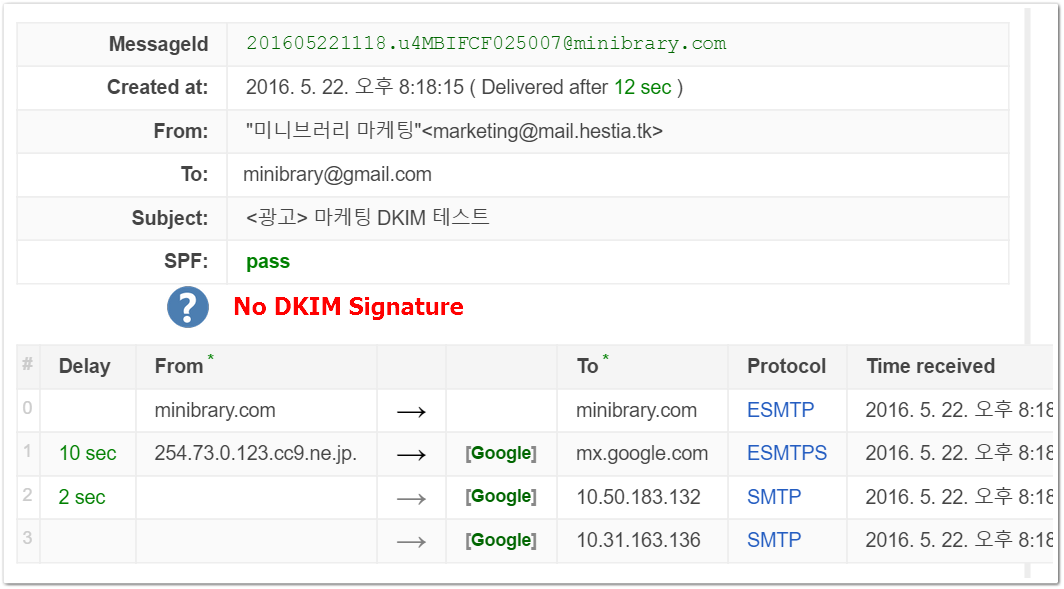 MessageId 201605221118.u4MBIFCF025007@minibrary.com
Created at: 2016. 5. 22. 오후 8:18:15 ( Delivered after 12 sec )
From: "미니브러리 마케팅"<marketing@mail.hestia.tk>
To: minibrary@gmail.com
Subject: <광고> 마케팅 DKIM 테스트
SPF: pass
? No DKIM Signature
# Delay From * To * Protocol Time received
0 minibrary.com → minibrary.com ESMTP 2016. 5. 22. 오후 8:18
1 10 sec 254.73.0.123.cc9.ne.jp. → [Google] mx.google.com ESMTPS 2016. 5. 22. 오후 8:18
2 2 sec → [Google] 10.50.183.132 SMTP 2016. 5. 22. 오후 8:18
3 → [Google] 10.31.163.136 SMTP 2016. 5. 22. 오후 8:18